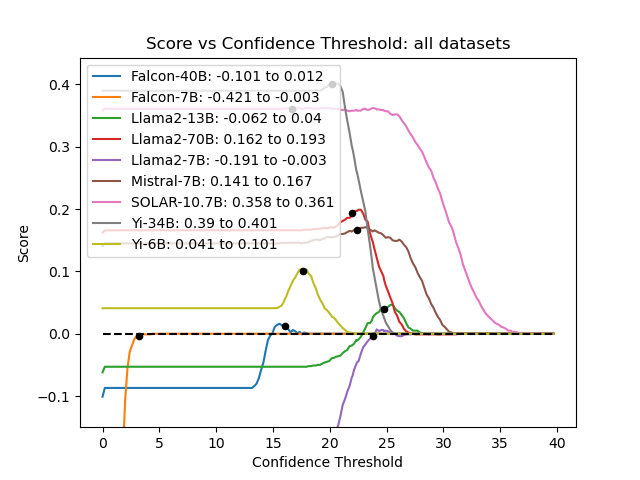 Score vs Confidence Threshold: all datasets
Falcon-40B: -0.101 to 0.012
Falcon-7B: -0.421 to -0.003
Llama2-13B: -0.062 to 0.04
Llama2-70B: 0.162 to 0.193
Llama2-7B: -0.191 to -0.003
Mistral-7B: 0.141 to 0.167
SOLAR-10.7B: 0.358 to 0.361
Yi-34B: 0.39 to 0.401
Yi-6B: 0.041 to 0.101
Score
0.4
0.3
0.2
0.1
0.0
−0.1
0 5 10 15 20 25 30 35 40
Confidence Threshold